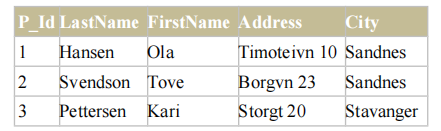 P_Id LastName FirstName Address City
1 Hansen Ola Timoteivn 10 Sandnes
2 Svendson Tove Borgvn 23 Sandnes
3 Pettersen Kari Storgt 20 Stavanger